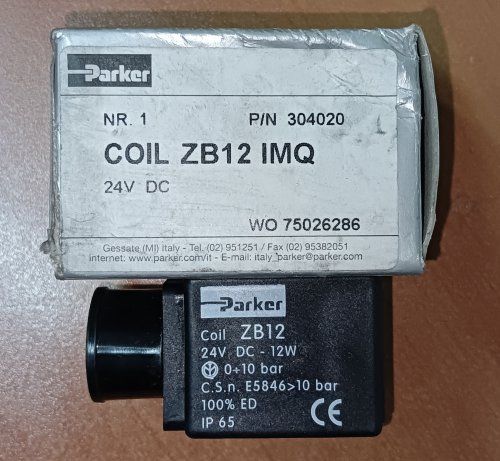 Parker
NR. 1 P/N 304020
COIL ZB12 IMQ
24V DC
WO 75026286
Gessate (MI) Italy - Tel. (02) 951251 / Fax (02) 95382051
Internet: www.parker.com/it - E-mail: italy_parker@parker.com
Parker
Coil ZB12
24V DC - 12W
0÷10 bar
C.S.n. E5846>10 bar
100% ED
IP 65 CE